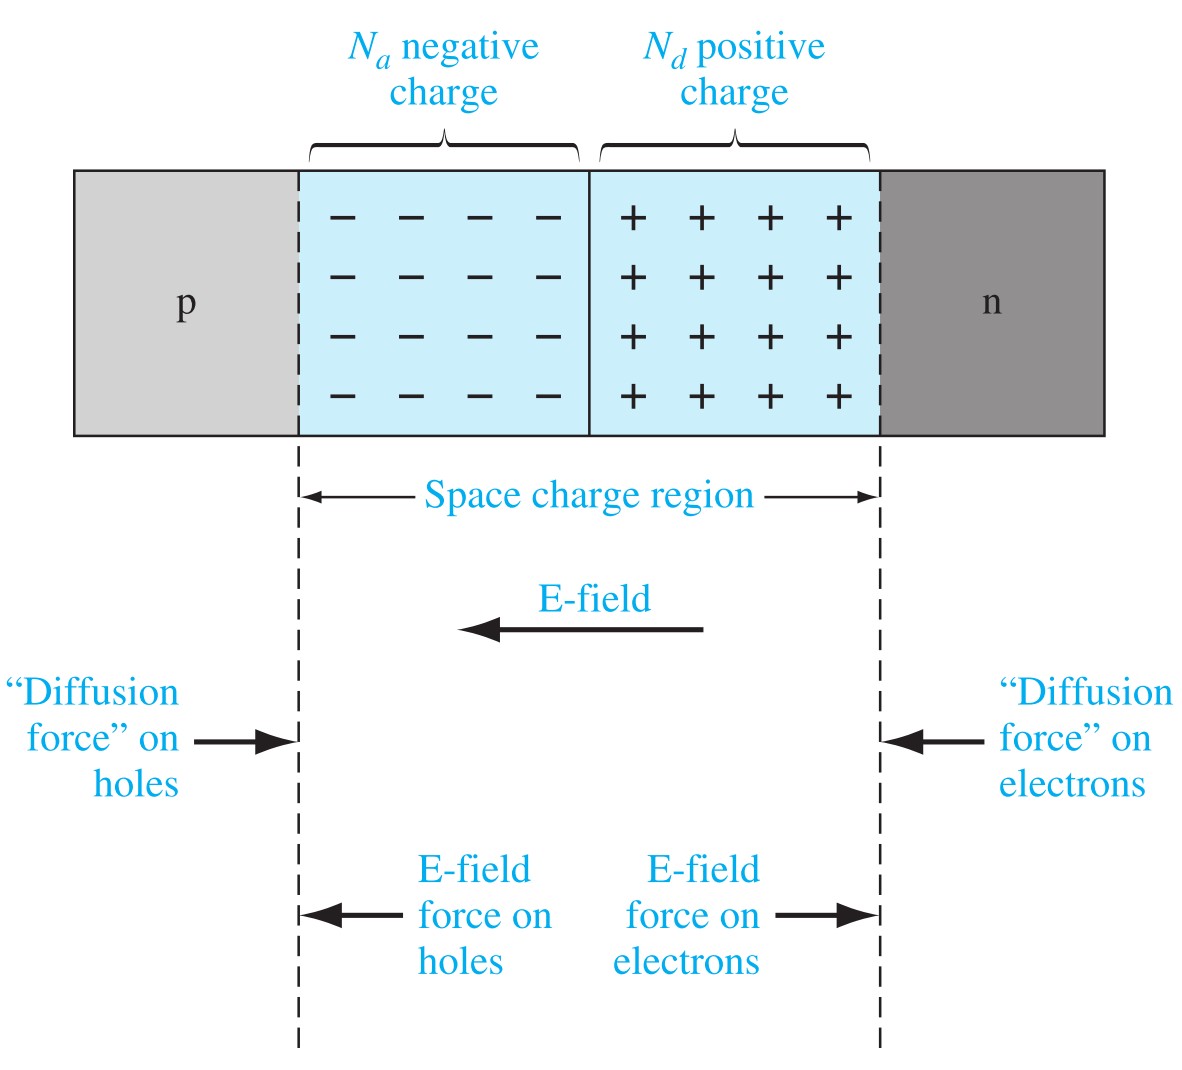 N_a negative
charge
N_d positive
charge
− − − − + + + +
− − − − + + + +
p
n
− − − − + + + +
− − − − + + + +
Space charge region
E-field
“Diffusion
force” on
holes
“Diffusion
force” on
electrons
E-field
force on
holes
E-field
force on
electrons